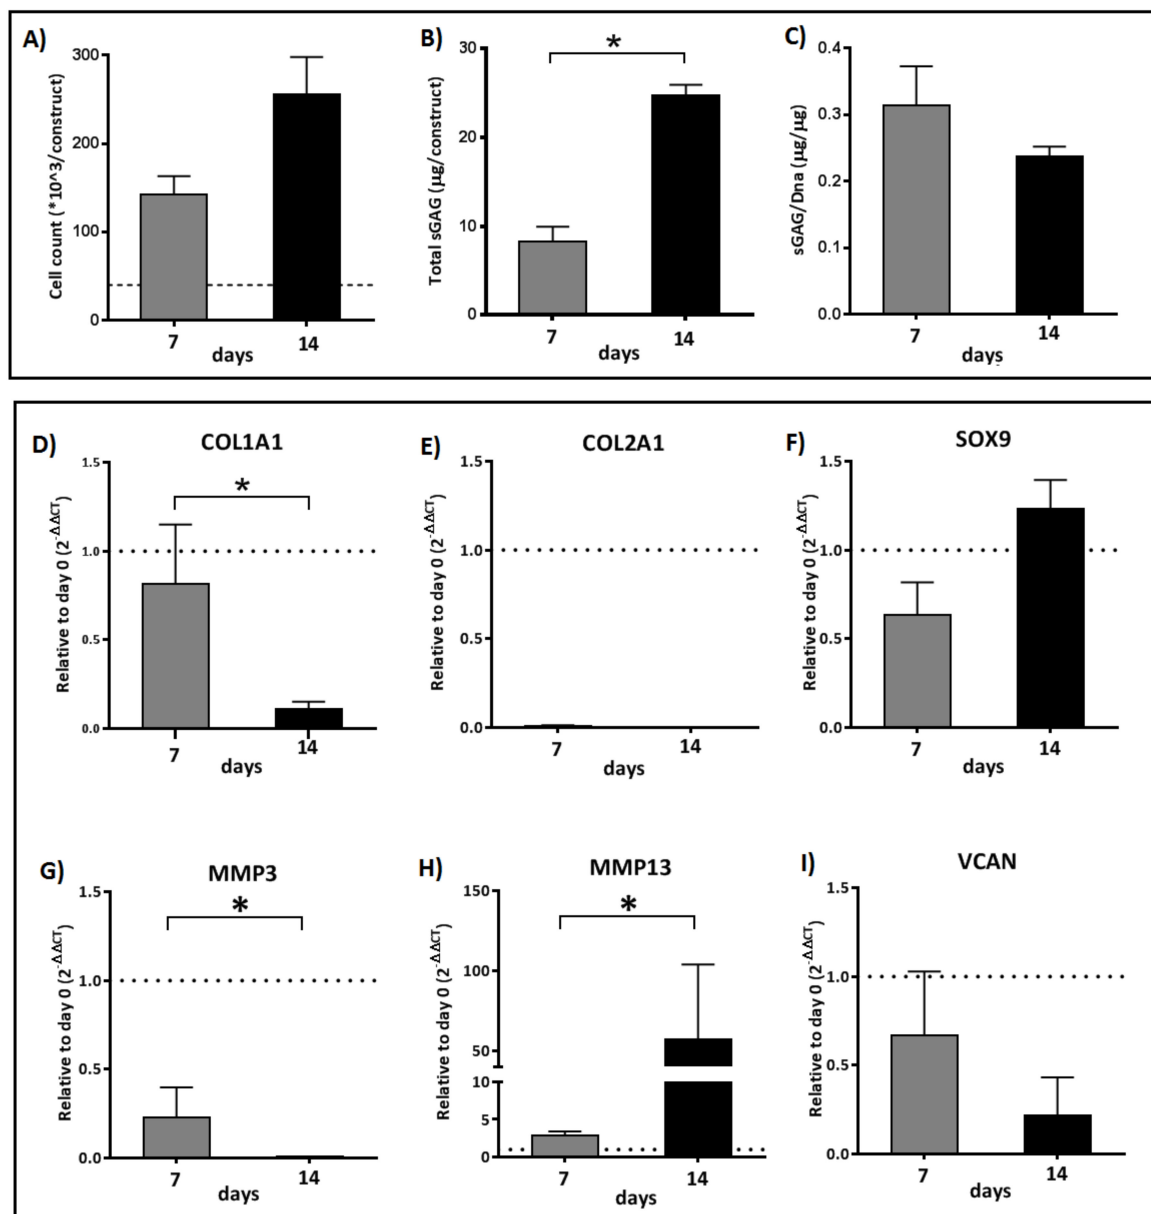 A)
Cell count (*10^3/construct)
300
200
100
0
7
14
days
B)
Total sGAG (µg/construct)
30
20
10
0
*
7
14
days
C)
sGAG/Dna (µg/µg)
0.4
0.3
0.2
0.1
0.0
7
14
days
D)
COL1A1
Relative to day 0 (2^-ΔΔCT)
1.5
1.0
0.5
0.0
*
7
14
days
E)
COL2A1
Relative to day 0 (2^-ΔΔCT)
1.5
1.0
0.5
0.0
7
14
days
F)
SOX9
Relative to day 0 (2^-ΔΔCT)
1.5
1.0
0.5
0.0
7
14
days
G)
MMP3
Relative to day 0 (2^-ΔΔCT)
1.5
1.0
0.5
0.0
*
7
14
days
H)
MMP13
Relative to day 0 (2^-ΔΔCT)
150
100
50
10
5
0
*
7
14
days
I)
VCAN
Relative to day 0 (2^-ΔΔCT)
1.5
1.0
0.5
0.0
7
14
days